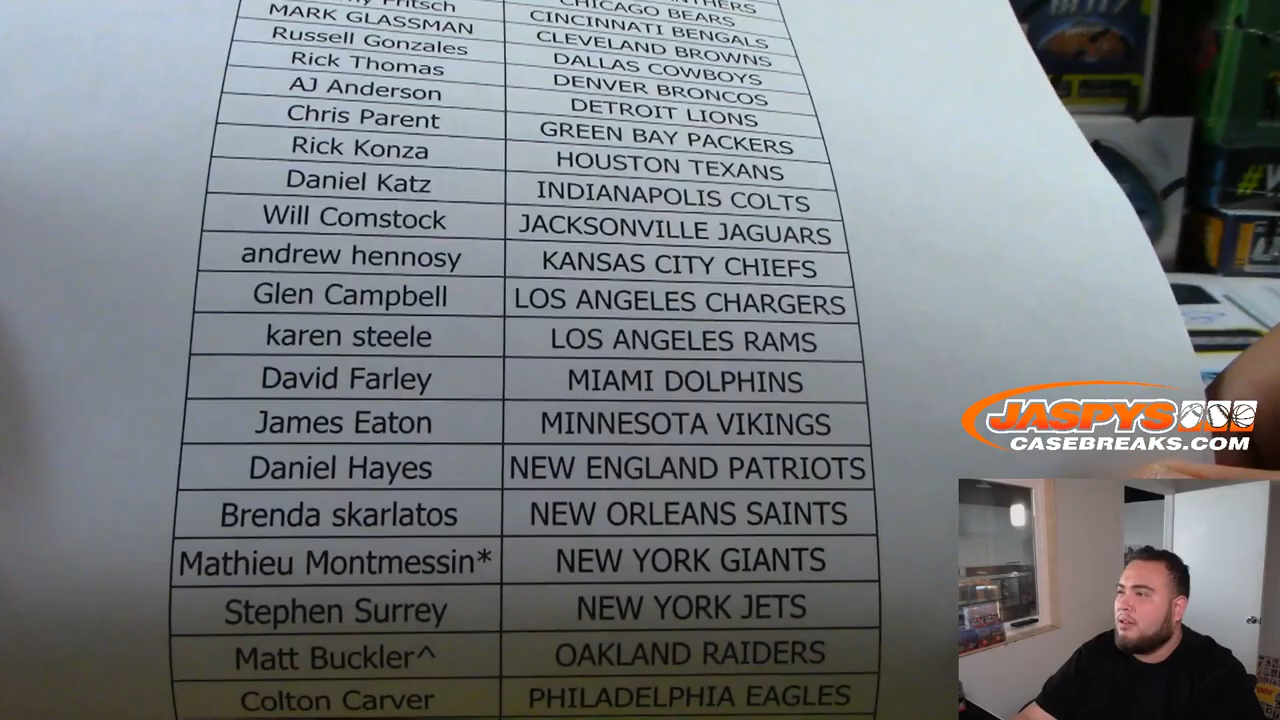 CHICAGO BEARS
Fritsch CINCINNATI BENGALS
MARK GLASSMAN CLEVELAND BROWNS
Russell Gonzales DALLAS COWBOYS
Rick Thomas DENVER BRONCOS
AJ Anderson DETROIT LIONS
Chris Parent GREEN BAY PACKERS
Rick Konza HOUSTON TEXANS
Daniel Katz INDIANAPOLIS COLTS
Will Comstock JACKSONVILLE JAGUARS
andrew hennosy KANSAS CITY CHIEFS
Glen Campbell LOS ANGELES CHARGERS
karen steele LOS ANGELES RAMS
David Farley MIAMI DOLPHINS
James Eaton MINNESOTA VIKINGS
Daniel Hayes NEW ENGLAND PATRIOTS
Brenda skarlatos NEW ORLEANS SAINTS
Mathieu Montmessin* NEW YORK GIANTS
Stephen Surrey NEW YORK JETS
Matt Buckler^ OAKLAND RAIDERS
Colton Carver PHILADELPHIA EAGLES
JASPYS
CASEBREAKS.COM